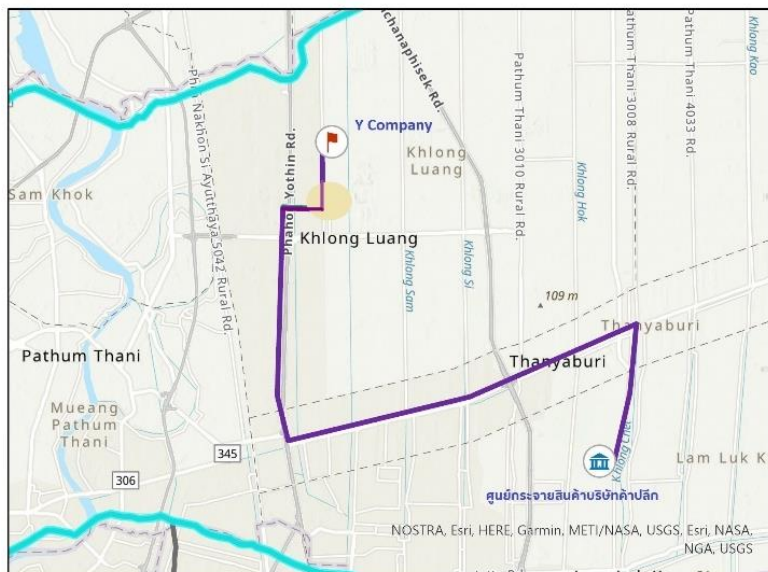 Khlong Kao
chanaphisek Rd.
Pathum Thani 3010 Rural Rd.
Pathum Thani 3008 Rural Rd.
Pathum Thani 4033 Rd.
Phra Nakhon Si Ayutthaya 5042 Rural Rd.
Phahon Yothin Rd.
Y Company
Khlong
Luang
Sam Khok
Khlong Hok
Khlong Luang
Khlong Sam
Khlong Si
109 m
Thanyaburi
Pathum Thani
Thanyaburi
Mueang
Pathum
Thani
345
306
Khlong Chet
Lam Luk K
ศูนย์กระจายสินค้าบริษัทค้าปลีก
NOSTRA, Esri, HERE, Garmin, METI/NASA, USGS, Esri, NASA,
NGA, USGS